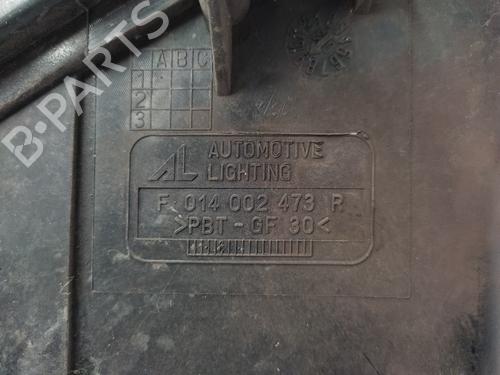 B-PARTS
A B C
1
2
3
AL AUTOMOTIVE
LIGHTING
F 014 002 473 R
>PBT-GF 30<